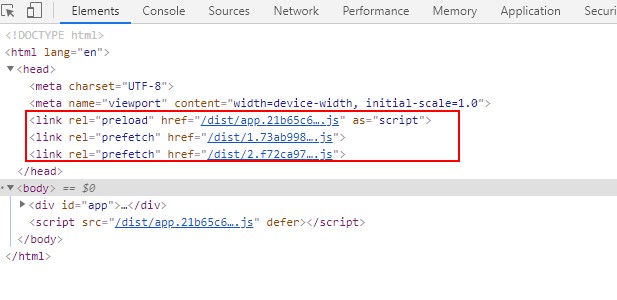 Elements Console Sources Network Performance Memory Application Securi
<!DOCTYPE html>
<html lang="en">
<head>
<meta charset="UTF-8">
<meta name="viewport" content="width=device-width, initial-scale=1.0">
<link rel="preload" href="/dist/app.21b65c6….js" as="script">
<link rel="prefetch" href="/dist/1.73ab998….js">
<link rel="prefetch" href="/dist/2.f72ca97….js">
</head>
<body> == $0
<div id="app">…</div>
<script src="/dist/app.21b65c6….js" defer></script>
</body>
</html>